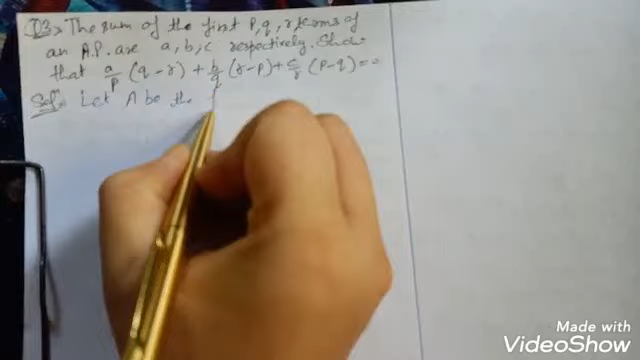 Q3: The sum of the first p, q, r, terms of
an A.P. are a, b, c respectively. Show
that a/p (q-r) + b/q (r-p) + c/r (p-q) = 0
Sol: Let A be the
Made with
VideoShow